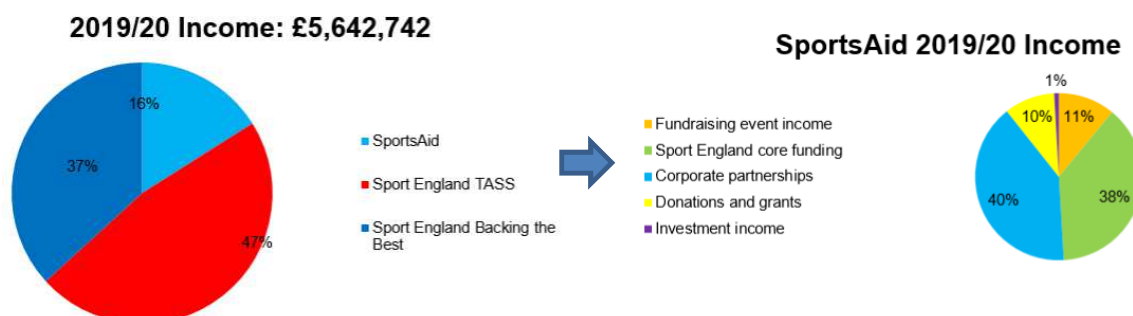 2019/20 Income: £5,642,742
16%
37%
47%
SportsAid
Sport England TASS
Sport England Backing the
Best
SportsAid 2019/20 Income
Fundraising event income
Sport England core funding
Corporate partnerships
Donations and grants
Investment income
1%
10%
11%
40%
38%